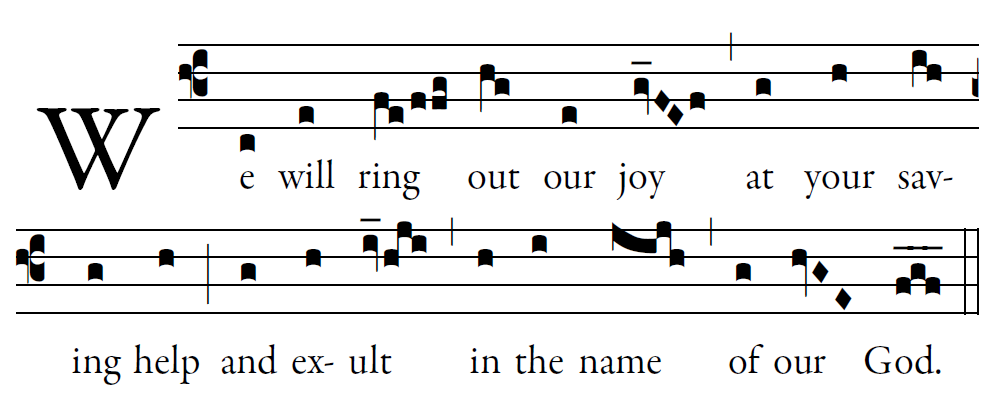 We will ring out our joy at your sav-
ing help and ex- ult in the name of our God.